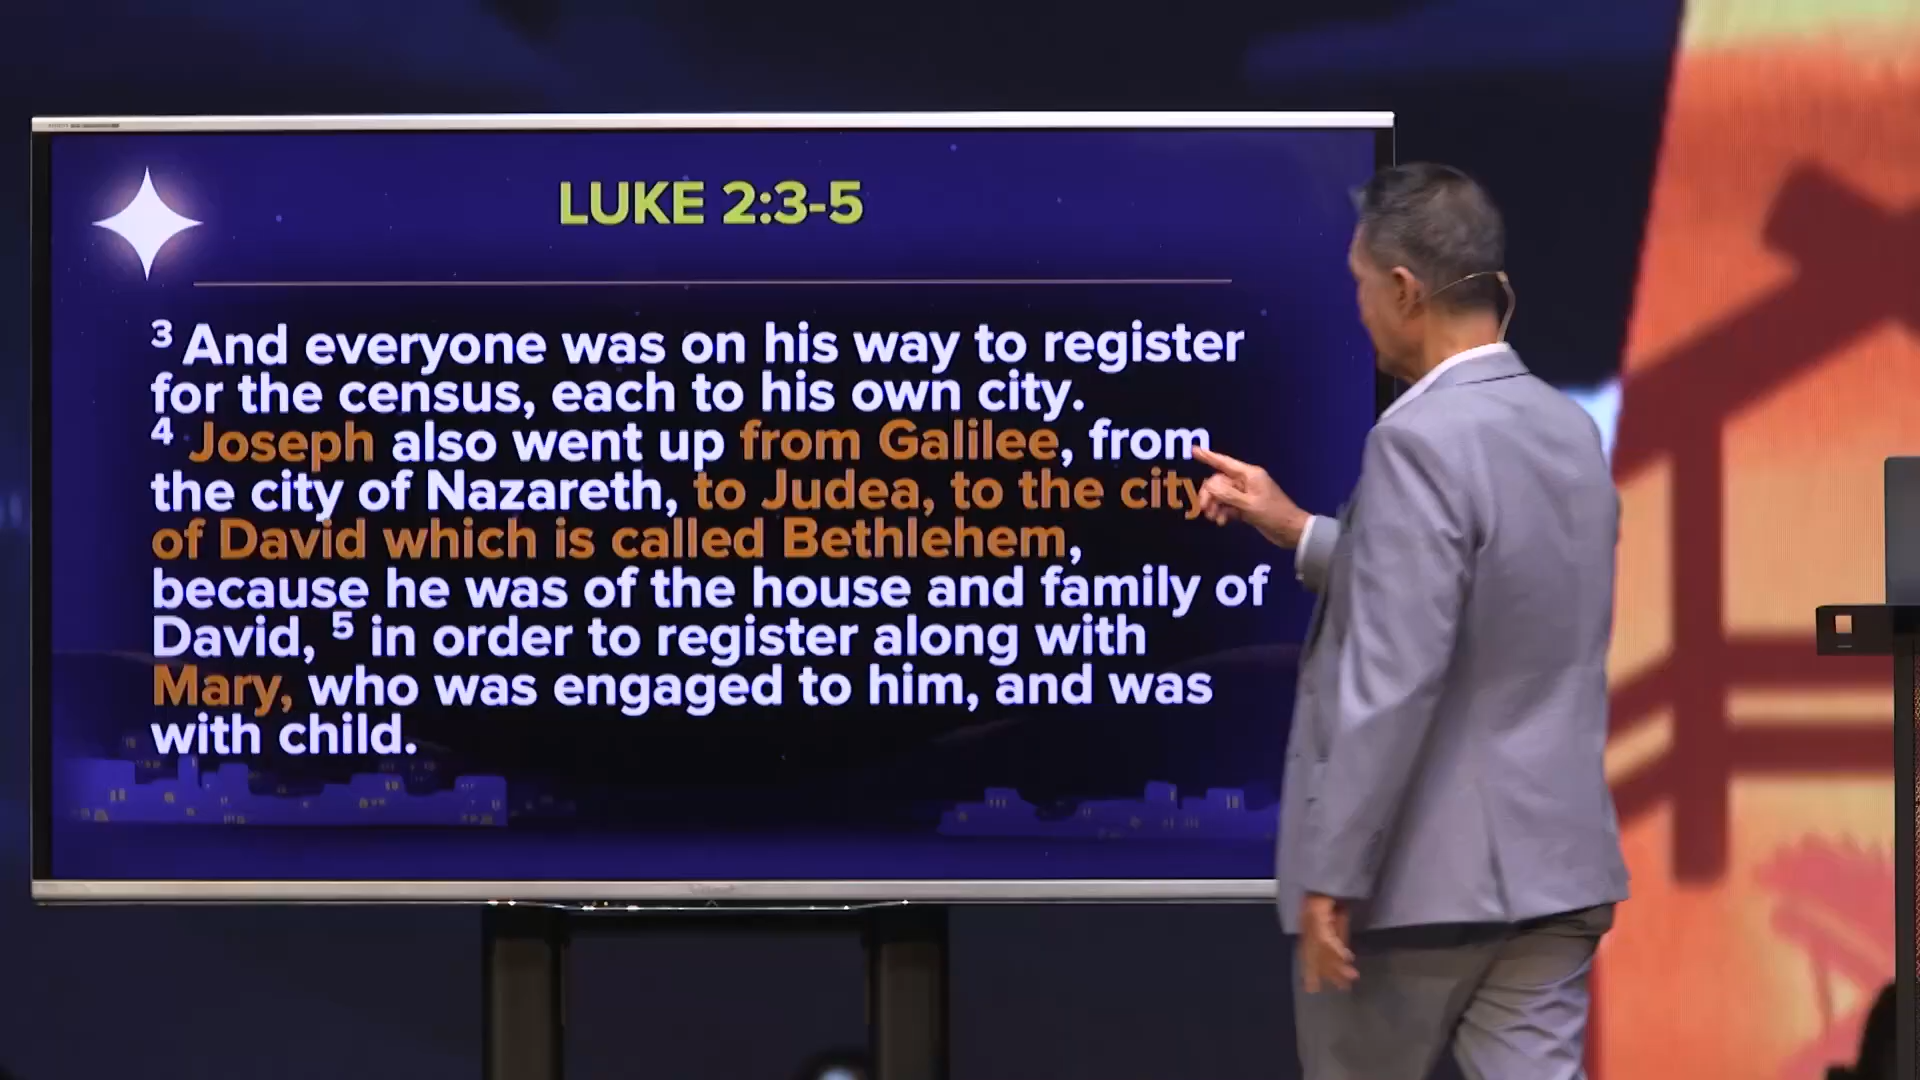 LUKE 2:3-5
³ And everyone was on his way to register
for the census, each to his own city.
⁴ Joseph also went up from Galilee, from
the city of Nazareth, to Judea, to the city
of David which is called Bethlehem,
because he was of the house and family of
David, ⁵ in order to register along with
Mary, who was engaged to him, and was
with child.